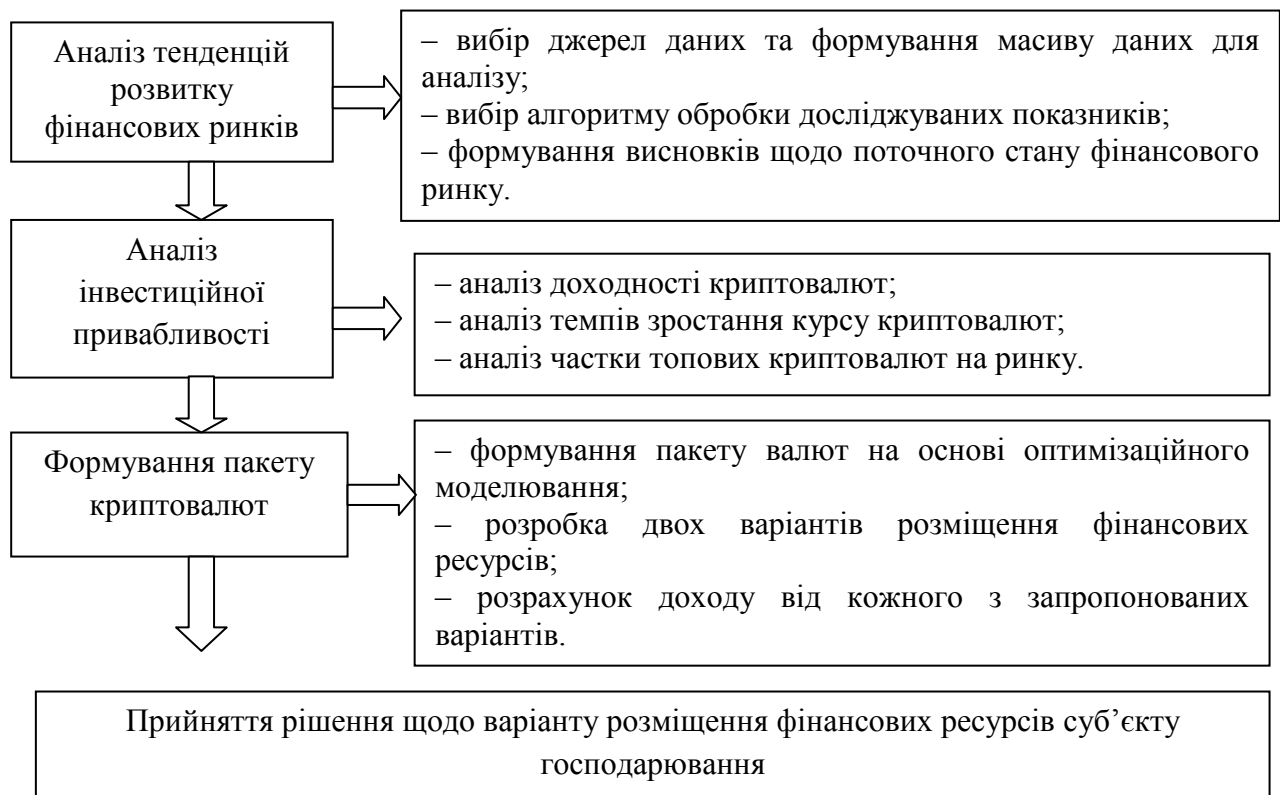 Аналіз тенденцій
розвитку
фінансових ринків
– вибір джерел даних та формування масиву даних для
аналізу;
– вибір алгоритму обробки досліджуваних показників;
– формування висновків щодо поточного стану фінансового
ринку.
Аналіз
інвестиційної
привабливості
– аналіз доходності криптовалют;
– аналіз темпів зростання курсу криптовалют;
– аналіз частки топових криптовалют на ринку.
Формування пакету
криптовалют
– формування пакету валют на основі оптимізаційного
моделювання;
– розробка двох варіантів розміщення фінансових
ресурсів;
– розрахунок доходу від кожного з запропонованих
варіантів.
Прийняття рішення щодо варіанту розміщення фінансових ресурсів суб’єкту
господарювання